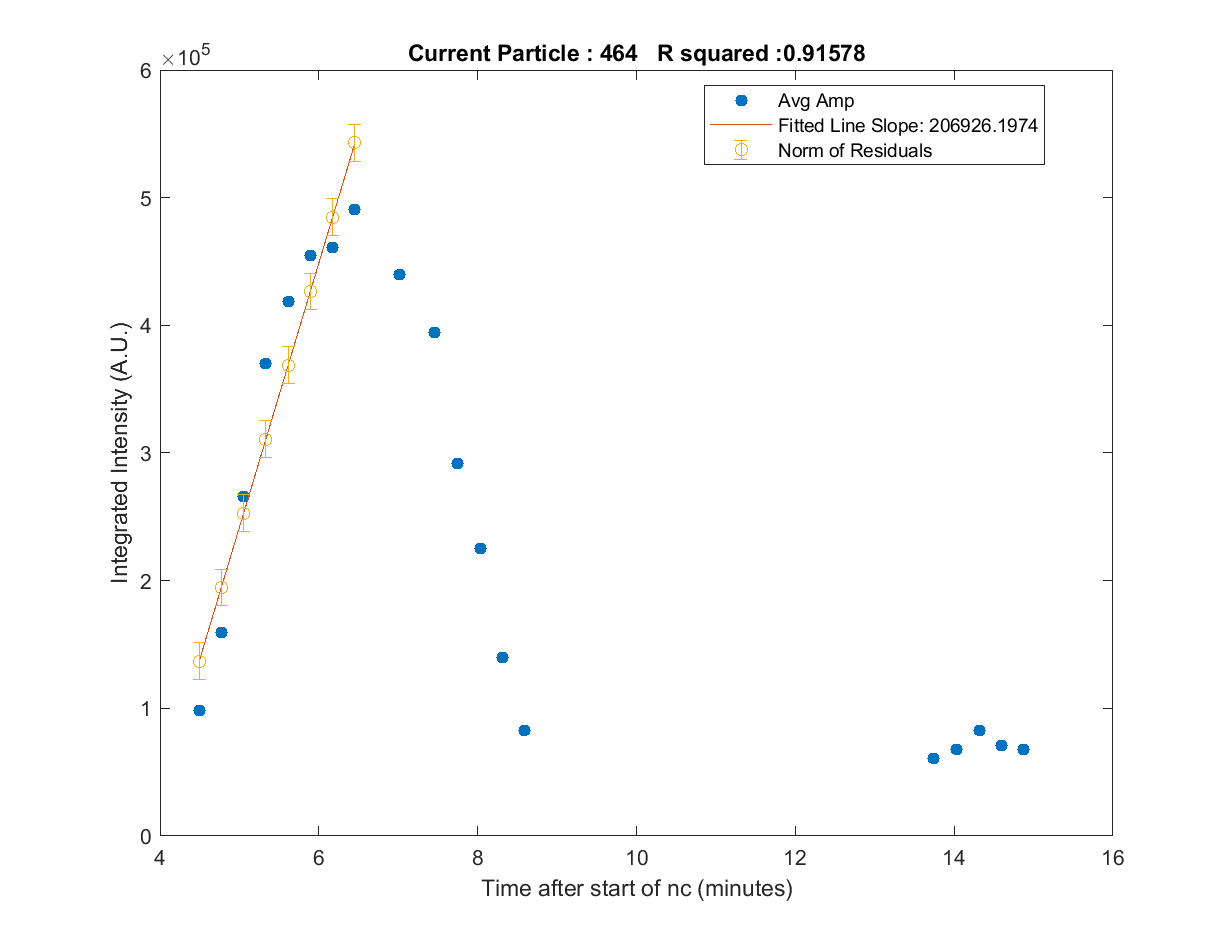 Current Particle : 464 R squared :0.91578
×10^5
6
5
4
3
2
1
0
4 6 8 10 12 14 16
Time after start of nc (minutes)
Integrated Intensity (A.U.)
Avg Amp
Fitted Line Slope: 206926.1974
Norm of Residuals